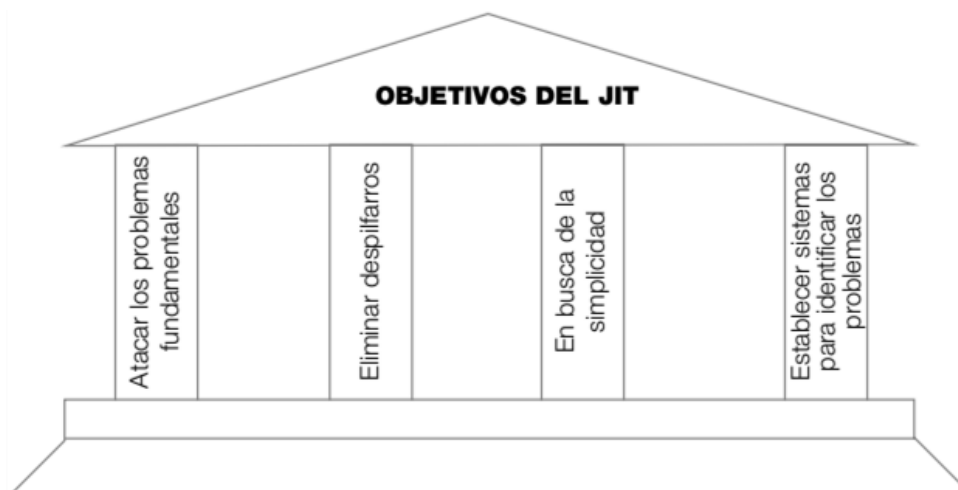 OBJETIVOS DEL JIT
Atacar los problemas
fundamentales
Eliminar despilfarros
En busca de la
simplicidad
Establecer sistemas
para identificar los
problemas